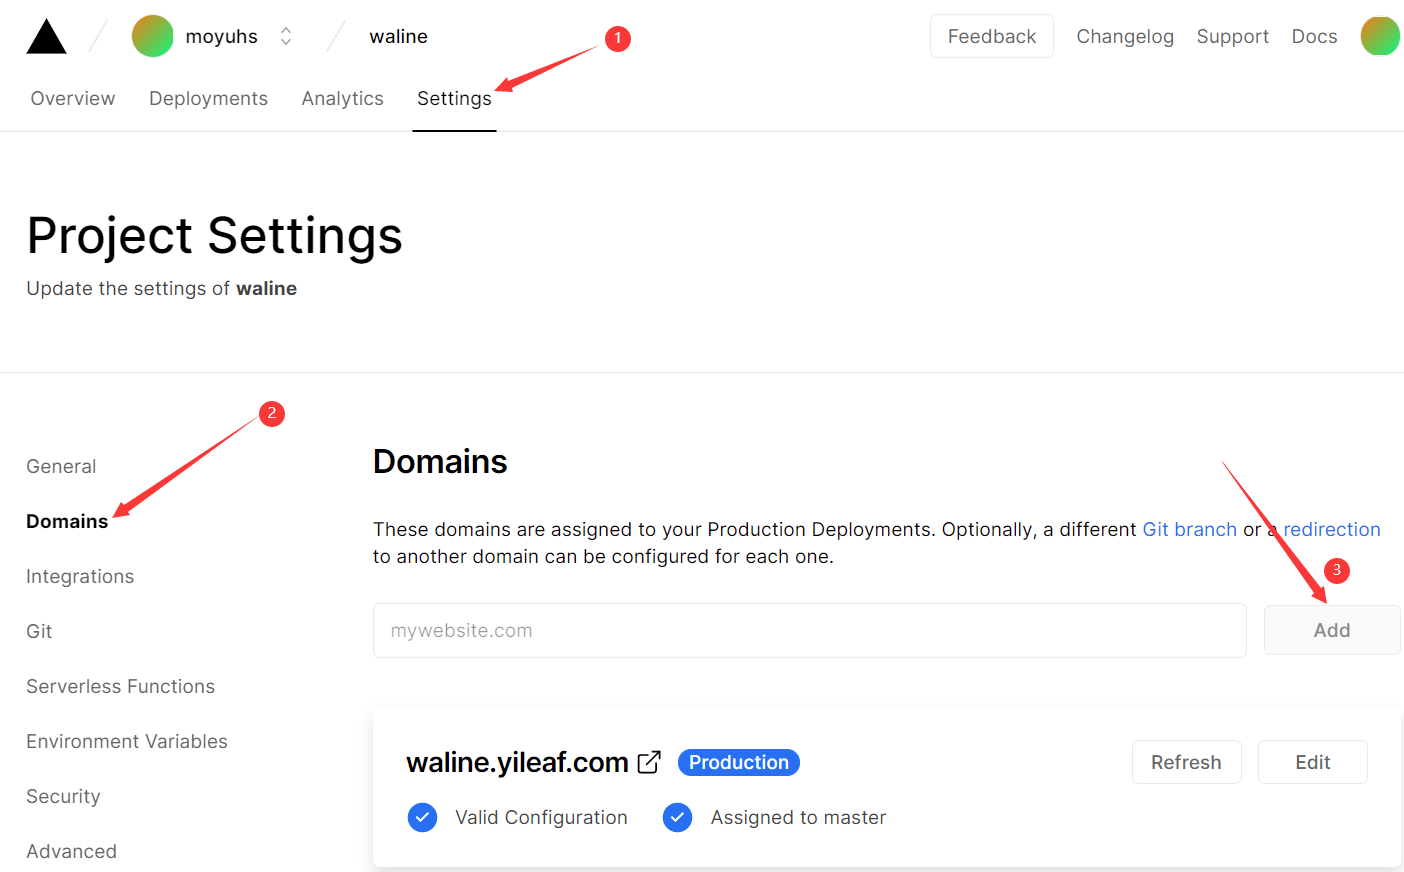 moyuhs waline 1 Feedback Changelog Support Docs
Overview Deployments Analytics Settings
Project Settings
Update the settings of waline
2
General
Domains
Integrations
Git
Serverless Functions
Environment Variables
Security
Advanced
Domains
These domains are assigned to your Production Deployments. Optionally, a different Git branch or a redirection
to another domain can be configured for each one.
3
mywebsite.com Add
waline.yileaf.com Production Refresh Edit
Valid Configuration Assigned to master